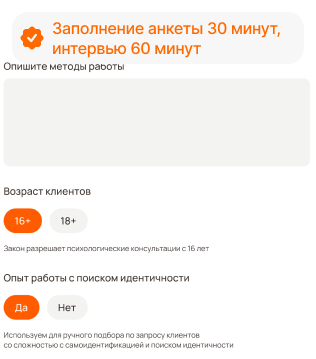 Заполнение анкеты 30 минут,
интервью 60 минут
Опишите методы работы
Возраст клиентов
16+ 18+
Закон разрешает психологические консультации с 16 лет
Опыт работы с поиском идентичности
Да Нет
Используем для ручного подбора по запросу клиентов
со сложностью с самоидентификацией и поиском идентичности